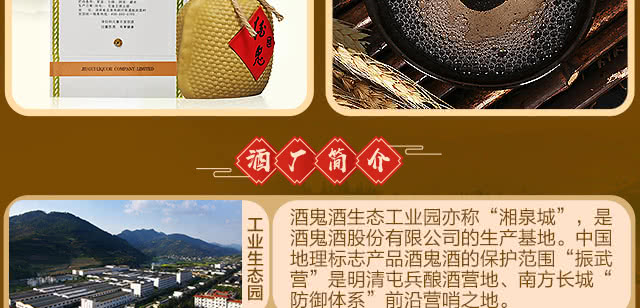 酒鬼
JIUGUI LIQUOR COMPANY LIMITED
酒厂简介
工业生态园
酒鬼酒生态工业园亦称“湘泉城”，是
酒鬼酒股份有限公司的生产基地。中国
地理标志产品酒鬼酒的保护范围“振武
营”是明清屯兵酿酒营地、南方长城“
防御体系”前沿营哨之地。